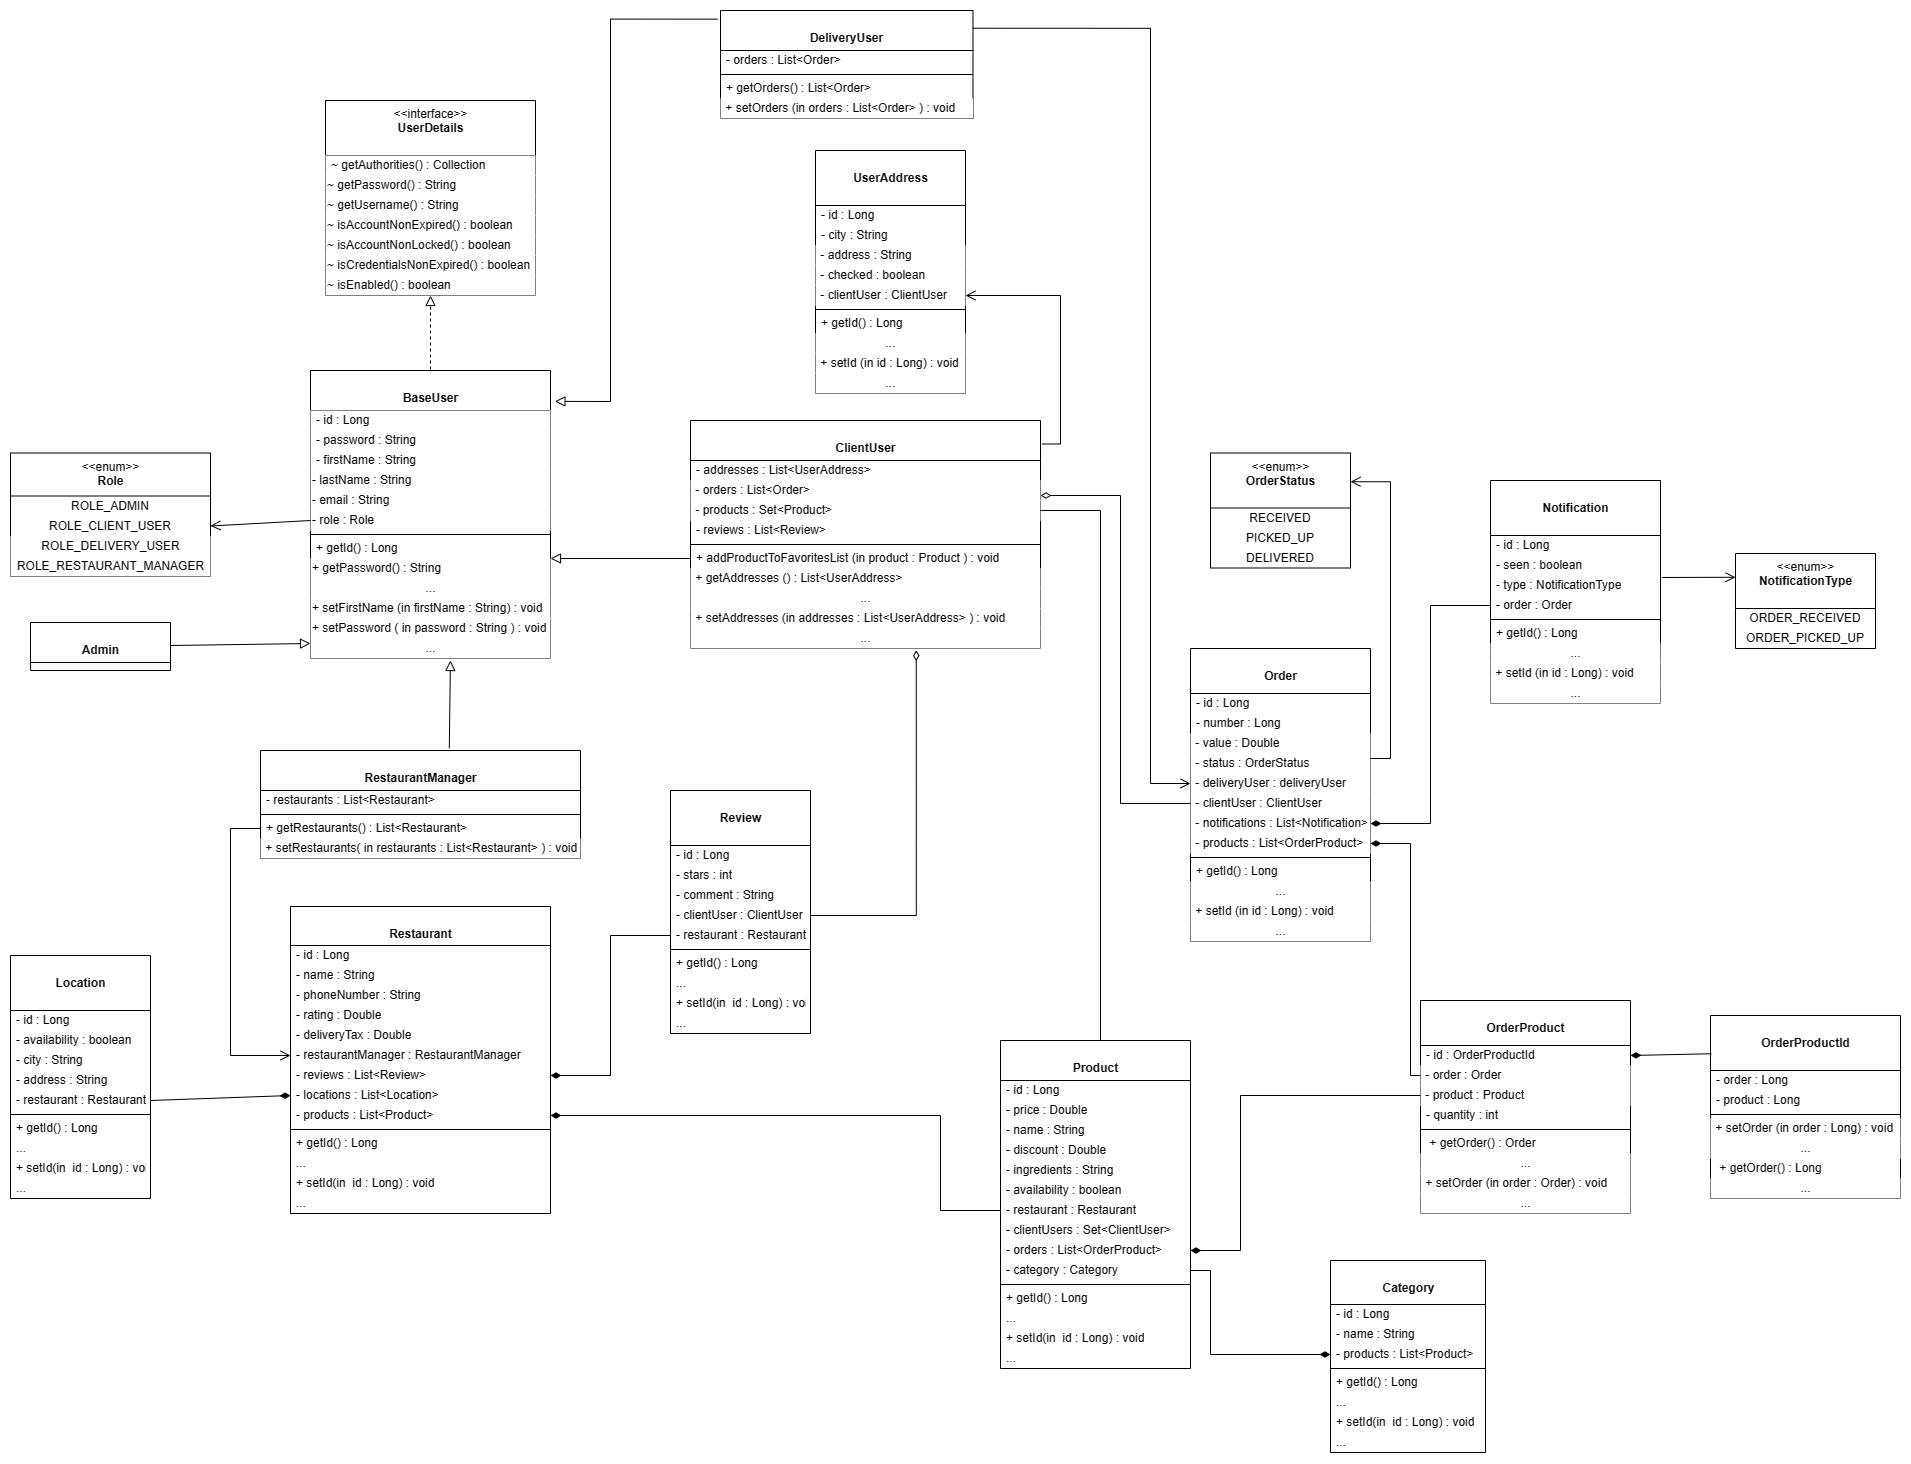 DeliveryUser
- orders : List<Order>
+ getOrders() : List<Order>
+ setOrders (in orders : List<Order> ) : void
<<interface>>
UserDetails
~ getAuthorities() : Collection
~ getPassword() : String
~ getUsername() : String
~ isAccountNonExpired() : boolean
~ isAccountNonLocked() : boolean
~ isCredentialsNonExpired() : boolean
~ isEnabled() : boolean
UserAddress
- id : Long
- city : String
- address : String
- checked : boolean
- clientUser : ClientUser
+ getId() : Long
...
+ setId (in id : Long) : void
...
BaseUser
- id : Long
- password : String
- firstName : String
- lastName : String
- email : String
- role : Role
+ getId() : Long
+ getPassword() : String
...
+ setFirstName (in firstName : String) : void
+ setPassword ( in password : String ) : void
...
<<enum>>
Role
ROLE_ADMIN
ROLE_CLIENT_USER
ROLE_DELIVERY_USER
ROLE_RESTAURANT_MANAGER
Admin
ClientUser
- addresses : List<UserAddress>
- orders : List<Order>
- products : Set<Product>
- reviews : List<Review>
+ addProductToFavoritesList (in product : Product ) : void
+ getAddresses () : List<UserAddress>
...
+ setAddresses (in addresses : List<UserAddress> ) : void
...
<<enum>>
OrderStatus
RECEIVED
PICKED_UP
DELIVERED
Notification
- id : Long
- seen : boolean
- type : NotificationType
- order : Order
+ getId() : Long
...
+ setId (in id : Long) : void
...
<<enum>>
NotificationType
ORDER_RECEIVED
ORDER_PICKED_UP
Order
- id : Long
- number : Long
- value : Double
- status : OrderStatus
- deliveryUser : deliveryUser
- clientUser : ClientUser
- notifications : List<Notification>
- products : List<OrderProduct>
+ getId() : Long
...
+ setId (in id : Long) : void
...
RestaurantManager
- restaurants : List<Restaurant>
+ getRestaurants() : List<Restaurant>
+ setRestaurants( in restaurants : List<Restaurant> ) : void
Review
- id : Long
- stars : int
- comment : String
- clientUser : ClientUser
- restaurant : Restaurant
+ getId() : Long
...
+ setId(in  id : Long) : vo
...
Restaurant
- id : Long
- name : String
- phoneNumber : String
- rating : Double
- deliveryTax : Double
- restaurantManager : RestaurantManager
- reviews : List<Review>
- locations : List<Location>
- products : List<Product>
+ getId() : Long
...
+ setId(in  id : Long) : void
...
Location
- id : Long
- availability : boolean
- city : String
- address : String
- restaurant : Restaurant
+ getId() : Long
...
+ setId(in  id : Long) : vo
...
Product
- id : Long
- price : Double
- name : String
- discount : Double
- ingredients : String
- availability : boolean
- restaurant : Restaurant
- clientUsers : Set<ClientUser>
- orders : List<OrderProduct>
- category : Category
+ getId() : Long
...
+ setId(in  id : Long) : void
...
OrderProduct
- id : OrderProductId
- order : Order
- product : Product
- quantity : int
+ getOrder() : Order
...
+ setOrder (in order : Order) : void
...
OrderProductId
- order : Long
- product : Long
+ setOrder (in order : Long) : void
...
+ getOrder() : Long
...
Category
- id : Long
- name : String
- products : List<Product>
+ getId() : Long
...
+ setId(in  id : Long) : void
...